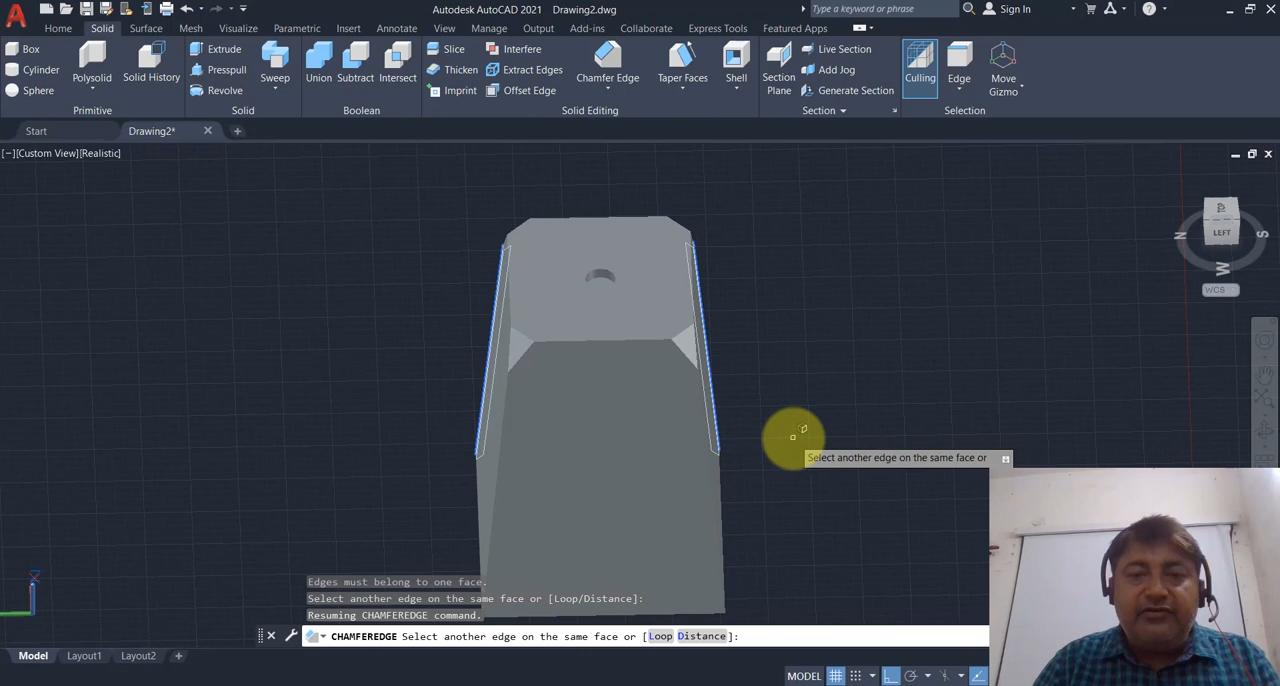 Autodesk AutoCAD 2021 Drawing2.dwg
Type a keyword or phrase
Sign In
Home Solid Surface Mesh Visualize Parametric Insert Annotate View Manage Output Add-ins Collaborate Express Tools Featured Apps
Box
Cylinder
Sphere
Polysolid
Solid History
Primitive
Extrude
Presspull
Revolve
Sweep
Solid
Union
Subtract
Intersect
Boolean
Slice
Thicken
Imprint
Interfere
Extract Edges
Offset Edge
Chamfer Edge
Taper Faces
Shell
Solid Editing
Section
Plane
Live Section
Add Jog
Generate Section
Section
Culling
Edge
Move
Gizmo
Selection
Start
Drawing2*
[−][Custom View][Realistic]
N
LEFT
S
W
WCS
Select another edge on the same face or
Edges must belong to one face.
Select another edge on the same face or [Loop/Distance]:
Resuming CHAMFEREDGE command.
CHAMFEREDGE Select another edge on the same face or [Loop Distance]:
Model Layout1 Layout2
MODEL